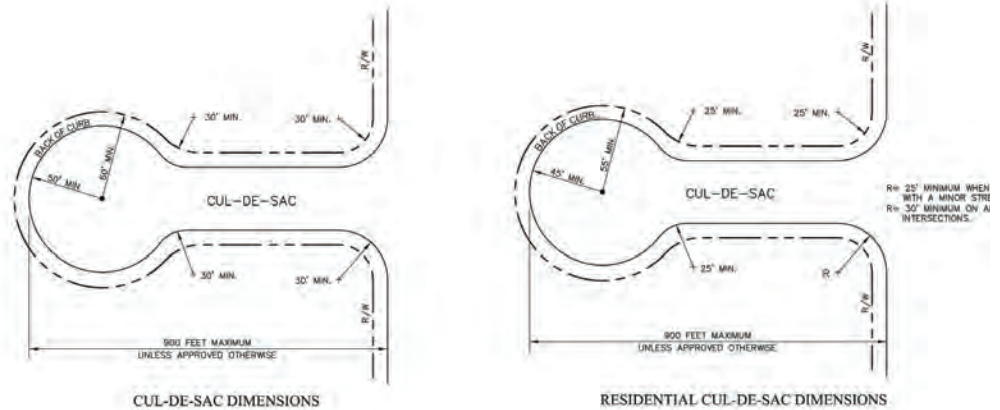 R/W
BACK OF CURB
60' MIN.
50' MIN.
30' MIN.
30' MIN.
CUL-DE-SAC
30' MIN.
30' MIN.
R/W
900 FEET MAXIMUM
UNLESS APPROVED OTHERWISE
CUL-DE-SAC DIMENSIONS
R/W
BACK OF CURB
55' MIN.
45' MIN.
25' MIN.
25' MIN.
CUL-DE-SAC
25' MIN.
R
R/W
R= 25' MINIMUM WHEN
WITH A MINOR
R= 30' MINIMUM ON
INTERSECTIONS.
900 FEET MAXIMUM
UNLESS APPROVED OTHERWISE
RESIDENTIAL CUL-DE-SAC DIMENSIONS